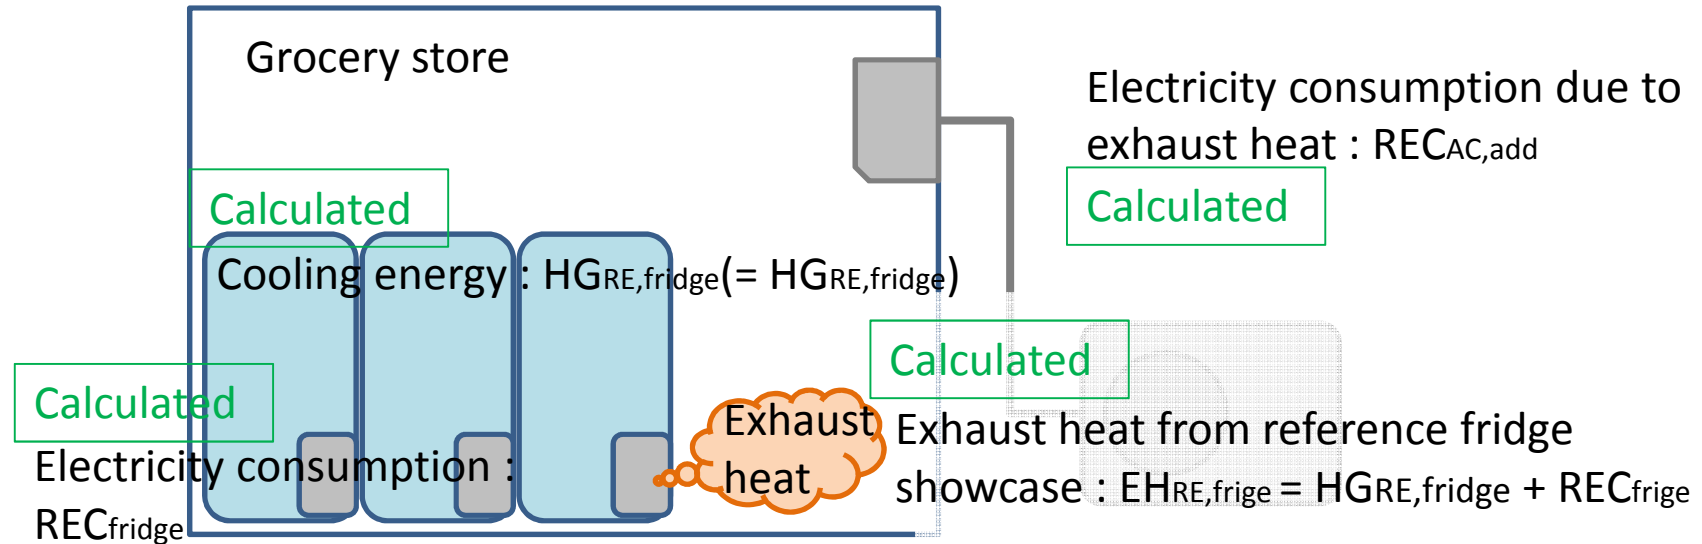 Grocery store
Electricity consumption due to
exhaust heat : RECAC,add
Calculated
Calculated
Cooling energy : HGRE,fridge(= HGRE,fridge)
Calculated
Calculated
Exhaust
heat
Exhaust heat from reference fridge
showcase : EHRE,frige = HGRE,fridge + RECfrige
Electricity consumption :
RECfridge